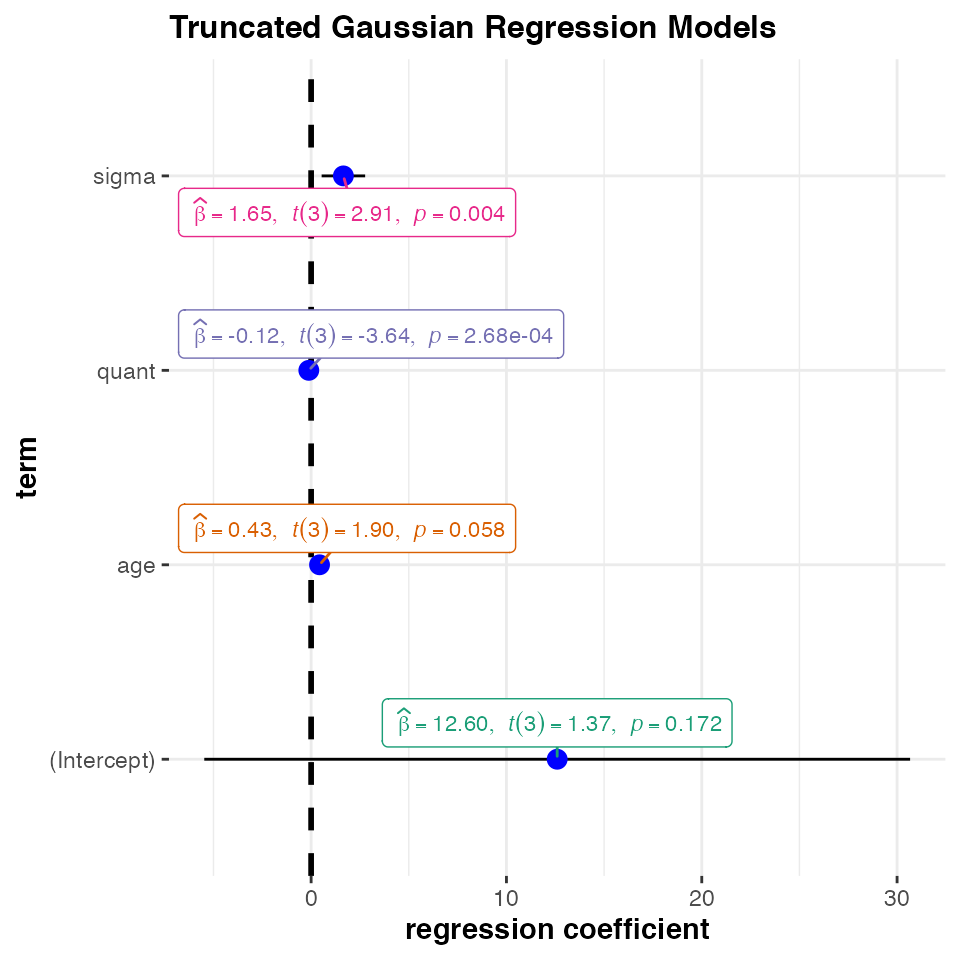 Truncated Gaussian Regression Models
sigma
β̂ = 1.65, t(3) = 2.91, p = 0.004
β̂ = -0.12, t(3) = -3.64, p = 2.68e-04
quant
term
β̂ = 0.43, t(3) = 1.90, p = 0.058
age
β̂ = 12.60, t(3) = 1.37, p = 0.172
(Intercept)
0 10 20 30
regression coefficient